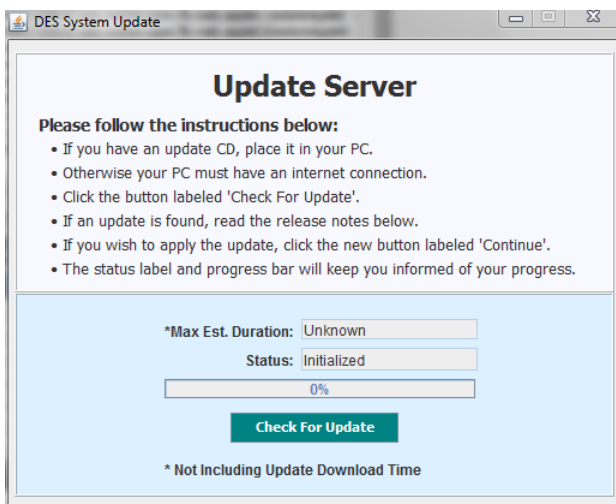 DES System Update
Update Server
Please follow the instructions below:
• If you have an update CD, place it in your PC.
• Otherwise your PC must have an internet connection.
• Click the button labeled 'Check For Update'.
• If an update is found, read the release notes below.
• If you wish to apply the update, click the new button labeled 'Continue'.
• The status label and progress bar will keep you informed of your progress.
*Max Est. Duration: Unknown
Status: Initialized
0%
Check For Update
* Not Including Update Download Time